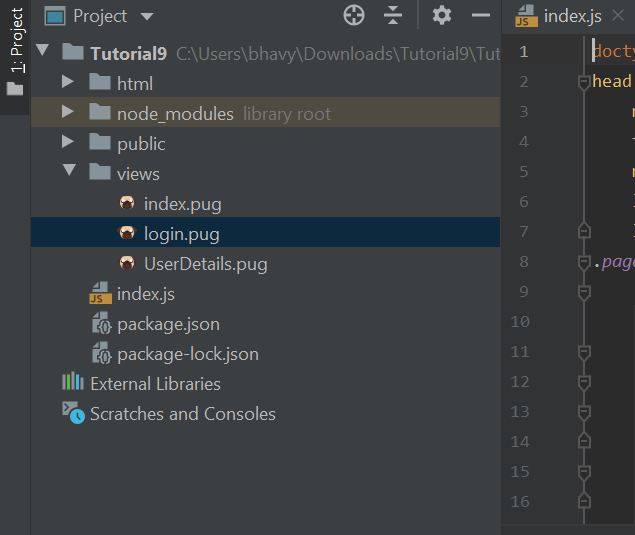 1: Project
Project
Tutorial9 C:\Users\bhavy\Downloads\Tutorial9\Tut
html
node_modules library root
public
views
index.pug
login.pug
UserDetails.pug
index.js
package.json
package-lock.json
External Libraries
Scratches and Consoles
index.js
1 docty
2 head
3
4
5
6
7
8 .page
9
10
11
12
13
14
15
16